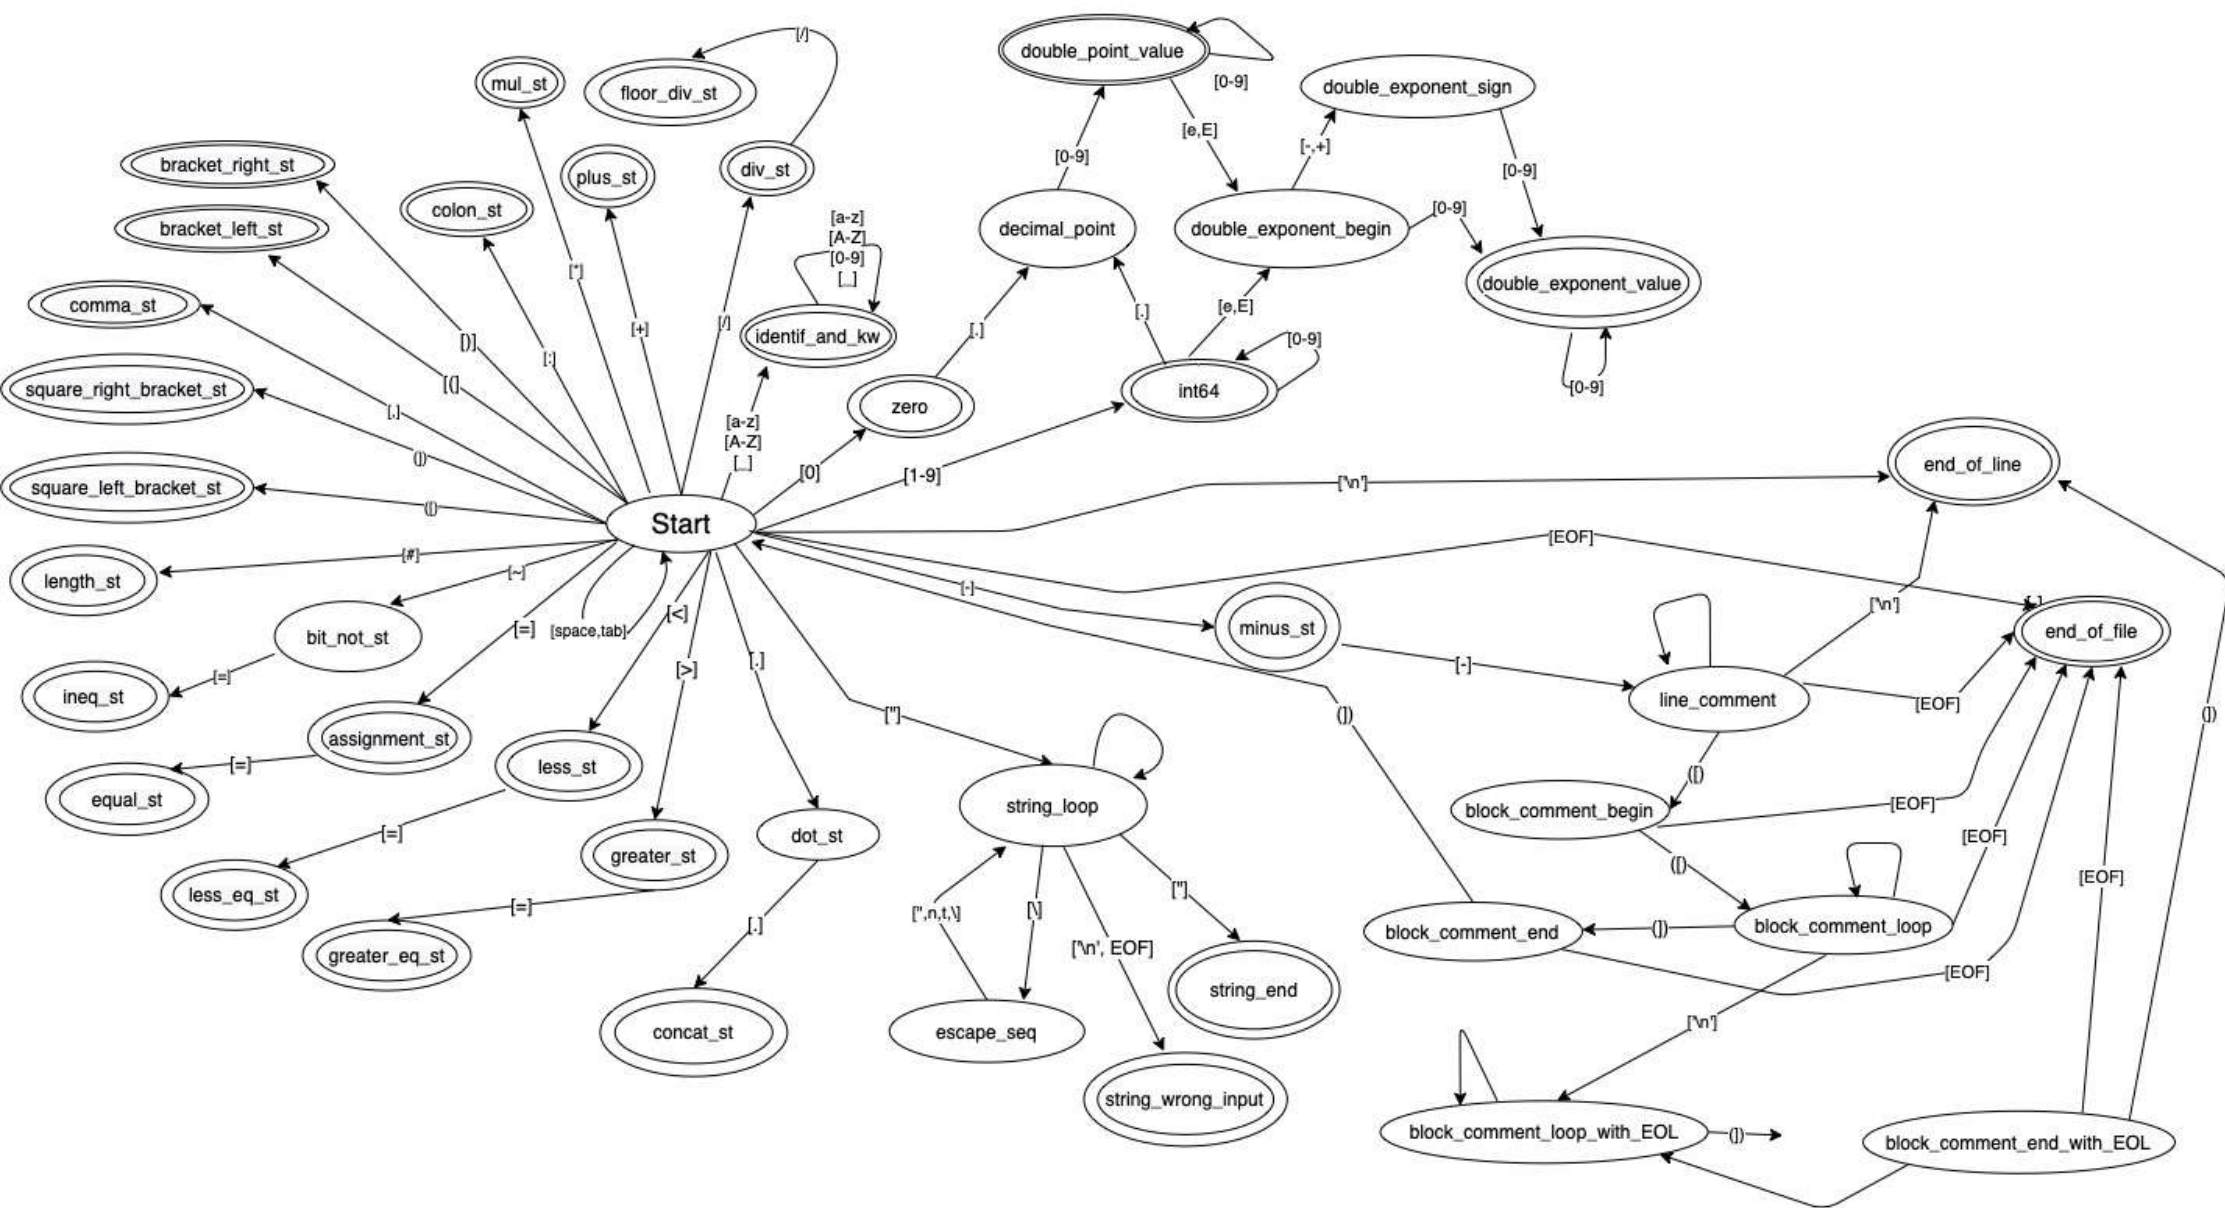 [/]
double_point_value
mul_st
floor_div_st
[0-9]
double_exponent_sign
bracket_right_st
plus_st
div_st
[e,E]
[-,+]
[0-9]
[0-9]
colon_st
bracket_left_st
[a-z]
[A-Z]
[0-9]
[_]
decimal_point
double_exponent_begin
[0-9]
[*]
comma_st
[+]
[/]
identif_and_kw
[.]
[.]
[e,E]
double_exponent_value
[)]
[:]
[0-9]
square_right_bracket_st
[(]
zero
int64
[0-9]
[,]
[a-z]
[A-Z]
[_]
(])
[0]
[1-9]
end_of_line
square_left_bracket_st
([)
Start
['\n']
[EOF]
[#]
length_st
[~]
[-]
bit_not_st
[=]
[space,tab]
[<]
minus_st
['\n']
end_of_file
[=]
ineq_st
[>]
[.]
[-]
line_comment
[EOF]
(])
(])
["]
assignment_st
[=]
less_st
equal_st
([)
string_loop
block_comment_begin
[EOF]
[=]
greater_st
dot_st
[EOF]
([)
less_eq_st
[=]
["]
[",n,t,\]
[\]
[EOF]
[.]
['\n', EOF]
block_comment_end
(])
block_comment_loop
greater_eq_st
[EOF]
string_end
concat_st
escape_seq
['\n']
string_wrong_input
block_comment_loop_with_EOL
(])
block_comment_end_with_EOL